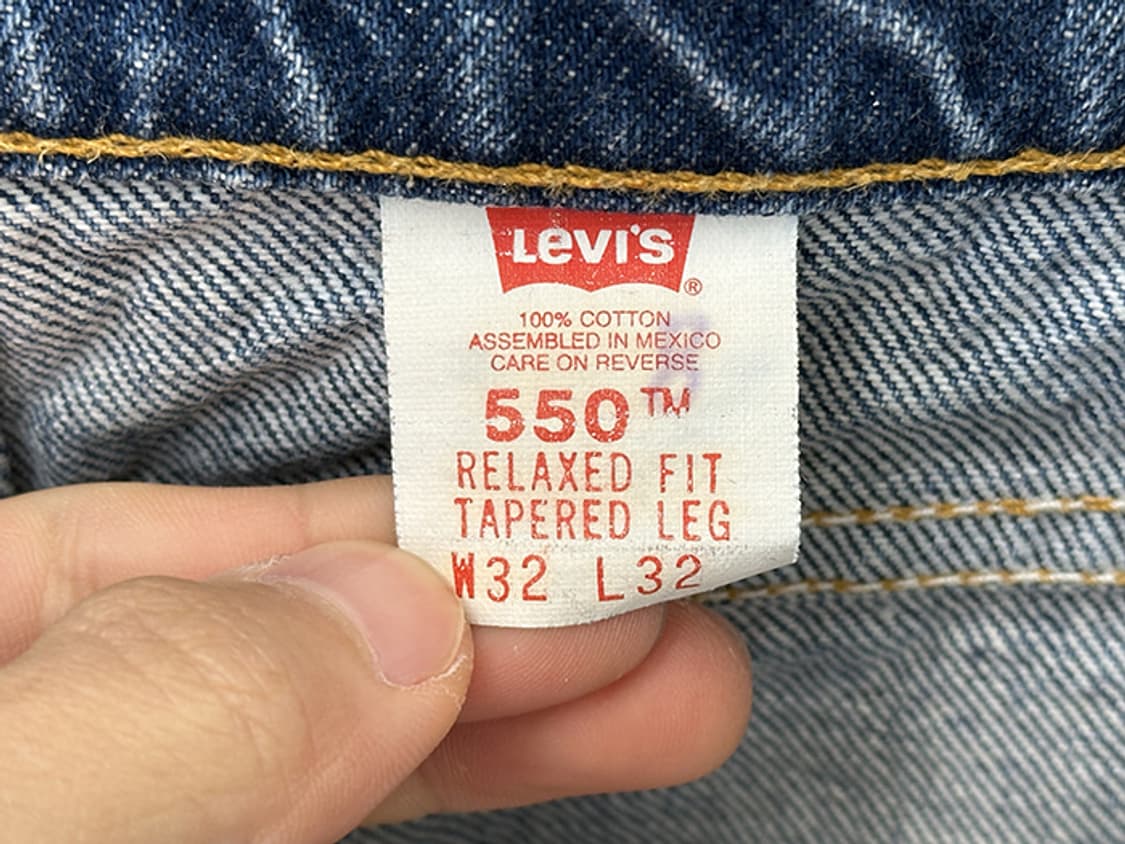 Levi's®
100% COTTON
ASSEMBLED IN MEXICO
CARE ON REVERSE
550™
RELAXED FIT
TAPERED LEG
W32 L32